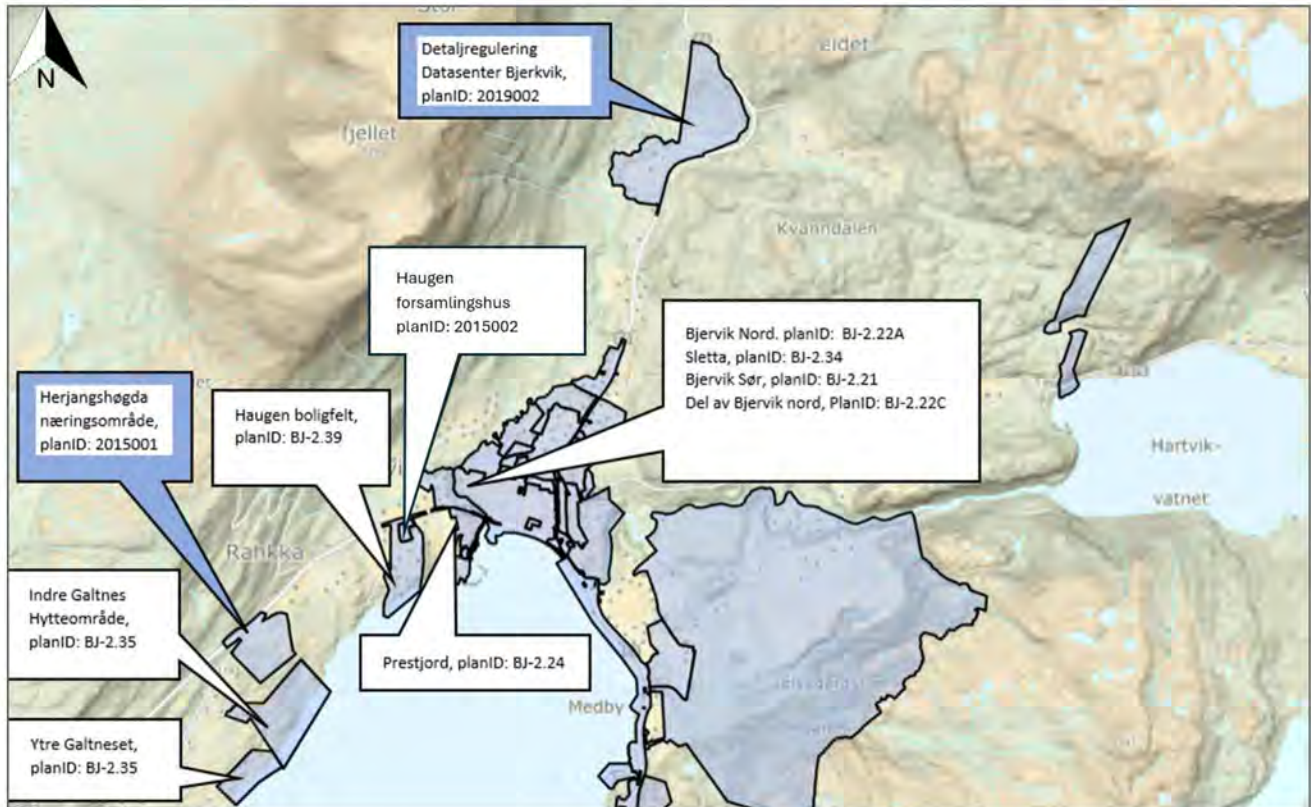 N
Detaljregulering
Datasenter Bjerkvik,
planID: 2019002
eidet
fjellet
Kvanndalen
Haugen
forsamlingshus
planID: 2015002
Bjervik Nord. planID: BJ-2.22A
Sletta, planID: BJ-2.34
Bjervik Sør, planID: BJ-2.21
Del av Bjervik nord, PlanID: BJ-2.22C
Herjangshøgda
næringsområde,
planID: 2015001
Haugen boligfelt,
planID: BJ-2.39
Hartvik-
vatnet
Rahkka
Indre Galtnes
Hytteområde,
planID: BJ-2.35
Prestjord, planID: BJ-2.24
Medby
Ytre Galtneset,
planID: BJ-2.35